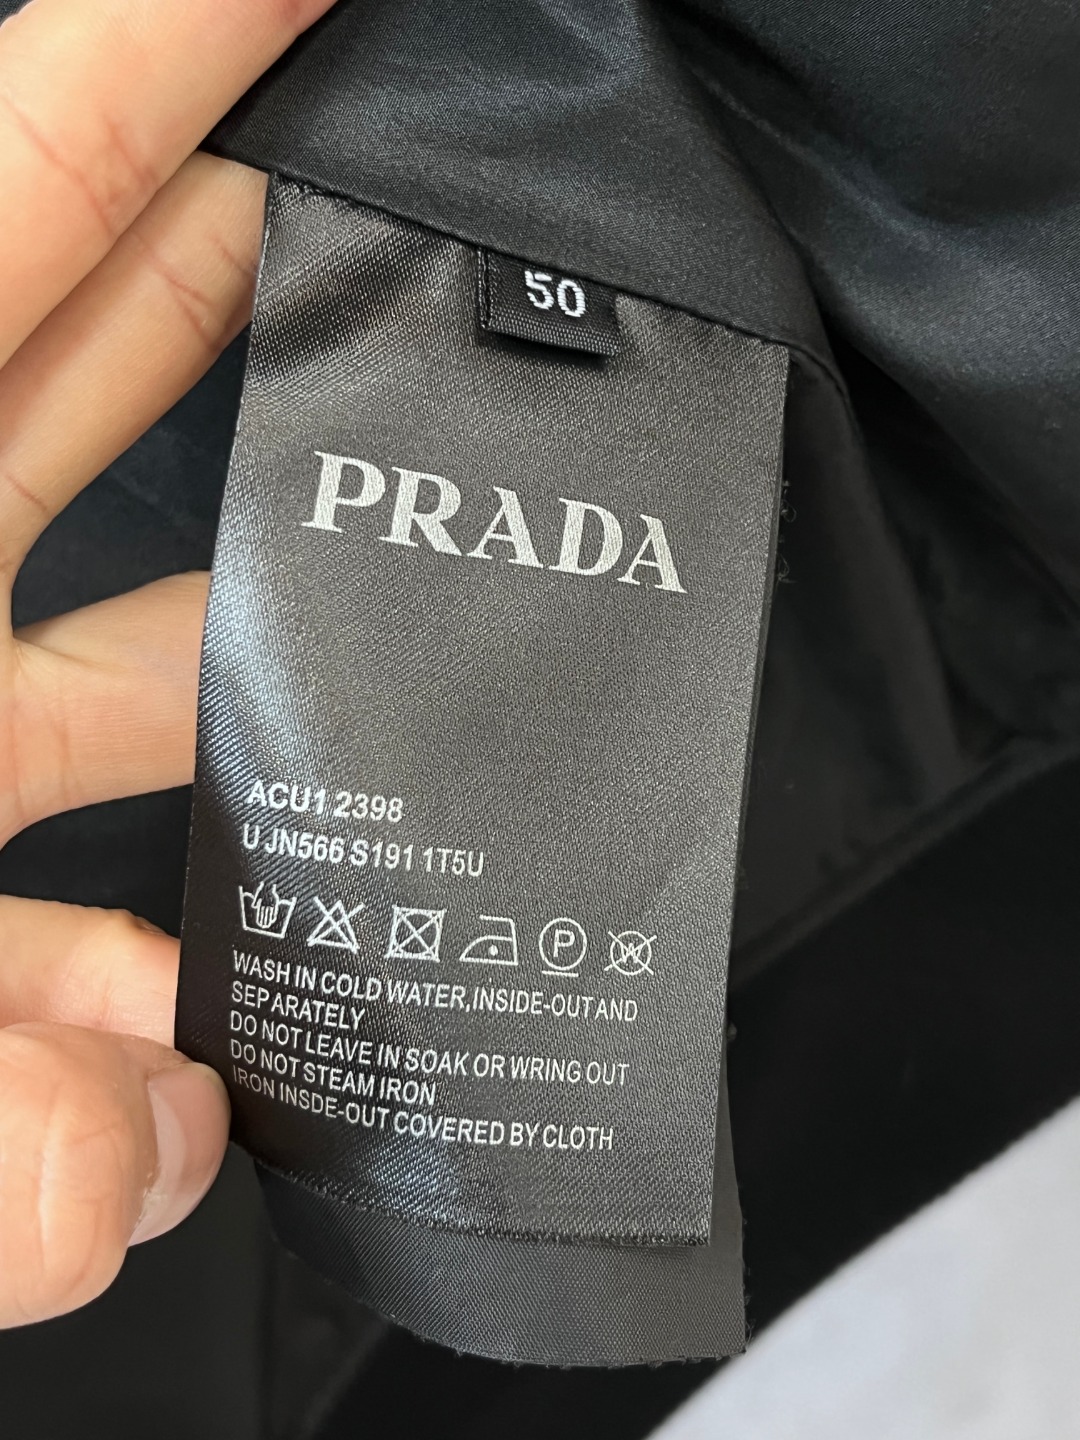 50
PRADA
ACU1 2398
UJN566 S191 1T5U
P
W
WASH IN COLD WATER,INSIDE-OUT AND
SEPARATELY
DO NOT LEAVE IN SOAK OR WRING OUT
DO NOT STEAM IRON
IRON INSDE-OUT COVERED BY CLOTH